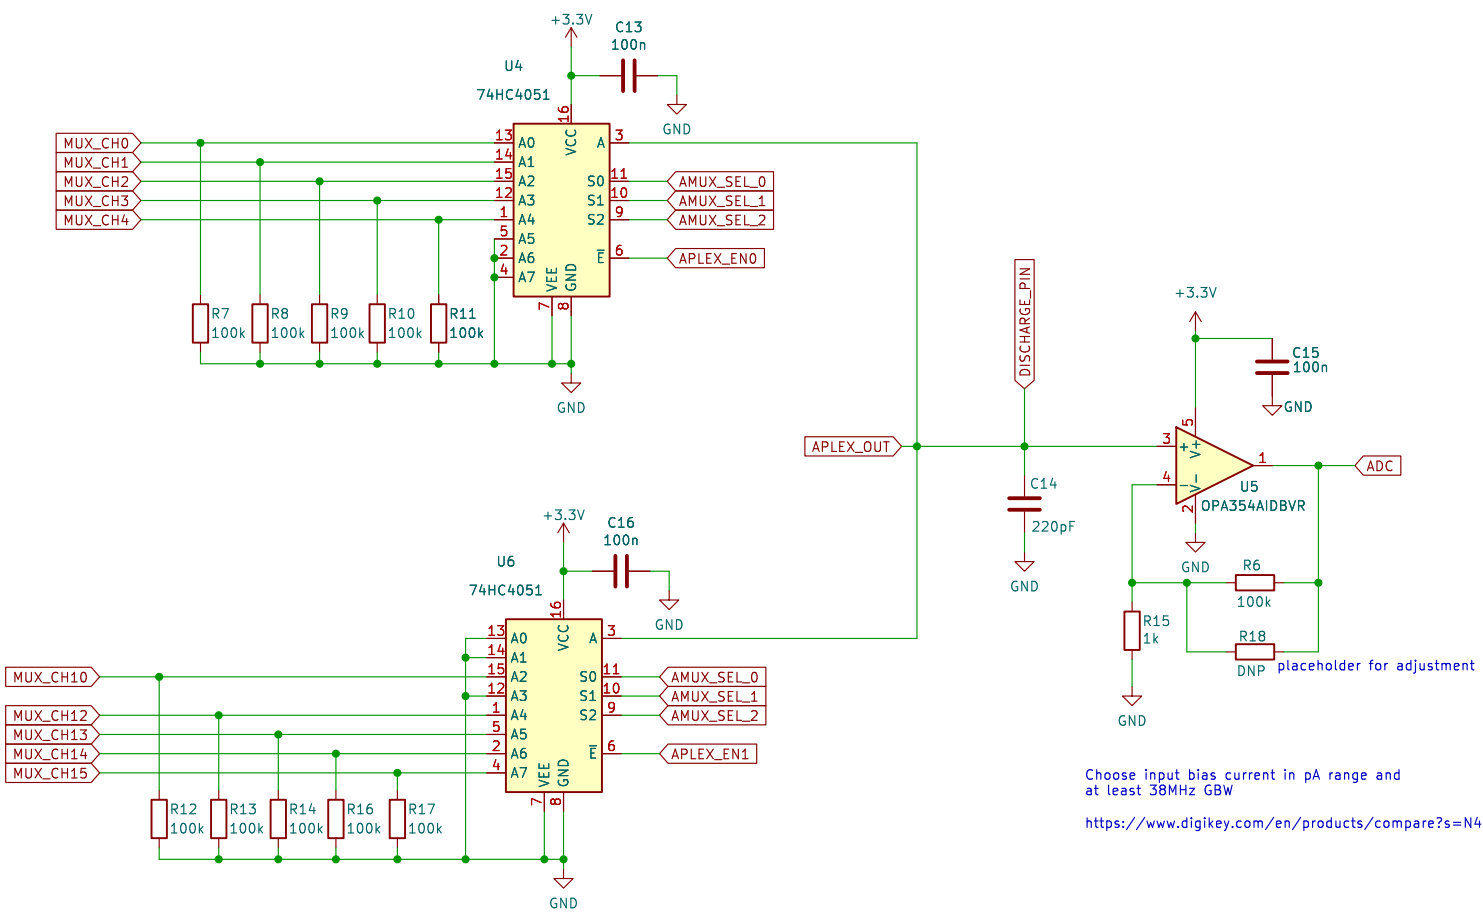 +3.3V
C13
100n
GND
U4
74HC4051
16
VCC
MUX_CH0
MUX_CH1
MUX_CH2
MUX_CH3
MUX_CH4
13 A0
14 A1
15 A2
12 A3
1 A4
5 A5
2 A6
4 A7
A 3
S0 11
S1 10
S2 9
E 6
VEE
GND
7
8
AMUX_SEL_0
AMUX_SEL_1
AMUX_SEL_2
APLEX_EN0
R7
100k
R8
100k
R9
100k
R10
100k
R11
100k
GND
DISCHARGE_PIN
APLEX_OUT
C14
220pF
GND
+3.3V
C15
100n
GND
5
3
4
+
−
V+
V−
2
1
ADC
U5
OPA354AIDBVR
GND
R6
100k
R15
1k
R18
DNP
placeholder for adjustment
GND
+3.3V
C16
100n
GND
U6
74HC4051
16
VCC
MUX_CH10
MUX_CH12
MUX_CH13
MUX_CH14
MUX_CH15
13 A0
14 A1
15 A2
12 A3
1 A4
5 A5
2 A6
4 A7
A 3
S0 11
S1 10
S2 9
E 6
VEE
GND
7
8
AMUX_SEL_0
AMUX_SEL_1
AMUX_SEL_2
APLEX_EN1
R12
100k
R13
100k
R14
100k
R16
100k
R17
100k
GND
Choose input bias current in pA range and
at least 38MHz GBW
https://www.digikey.com/en/products/compare?s=N4